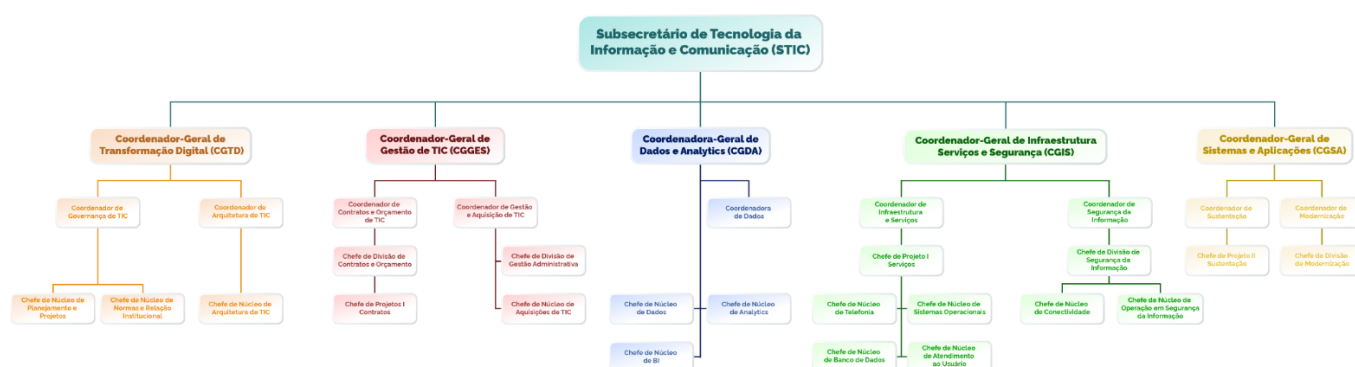 Subsecretário de Tecnologia da
Informação e Comunicação (STIC)
Coordenador-Geral de
Transformação Digital (CGTD)
Coordenador-Geral de
Gestão de TIC (CGGES)
Coordenadora-Geral de
Dados e Analytics (CGDA)
Coordenador-Geral de Infraestrutura
Serviços e Segurança (CGIS)
Coordenador-Geral de
Sistemas e Aplicações (CGSA)
Coordenador de
Governança de TIC
Coordenador de
Arquitetura de TIC
Coordenador de
Contratos e Orçamento
de TIC
Coordenador de Gestão
e Aquisição de TIC
Coordenadora
de Dados
Coordenador de
Infraestrutura
e Serviços
Coordenador de
Segurança da
Informação
Coordenador de
Sustentação
Coordenador de
Modernização
Chefe de Divisão de
Contratos e Orçamento
Chefe de Divisão de
Gestão Administrativa
Chefe de Projeto I
Serviços
Chefe de Divisão de
Segurança da
Informação
Chefe de Projeto II
Sustentação
Chefe de Divisão
de Modernização
Chefe de Núcleo de
Planejamento e
Projetos
Chefe de Núcleo de
Normas e Relação
Institucional
Chefe de Núcleo de
Arquitetura de TIC
Chefe de Projetos I
Contratos
Chefe de Núcleo de
Aquisições de TIC
Chefe de Núcleo
de Dados
Chefe de Núcleo
de Analytics
Chefe de Núcleo
de Telefonia
Chefe de Núcleo de
Sistemas Operacionais
Chefe de Núcleo
de Conectividade
Chefe de Núcleo de
Operação em Segurança
da Informação
Chefe de Núcleo
de BI
Chefe de Núcleo
de Banco de Dados
Chefe de Núcleo
de Atendimento
ao Usuário